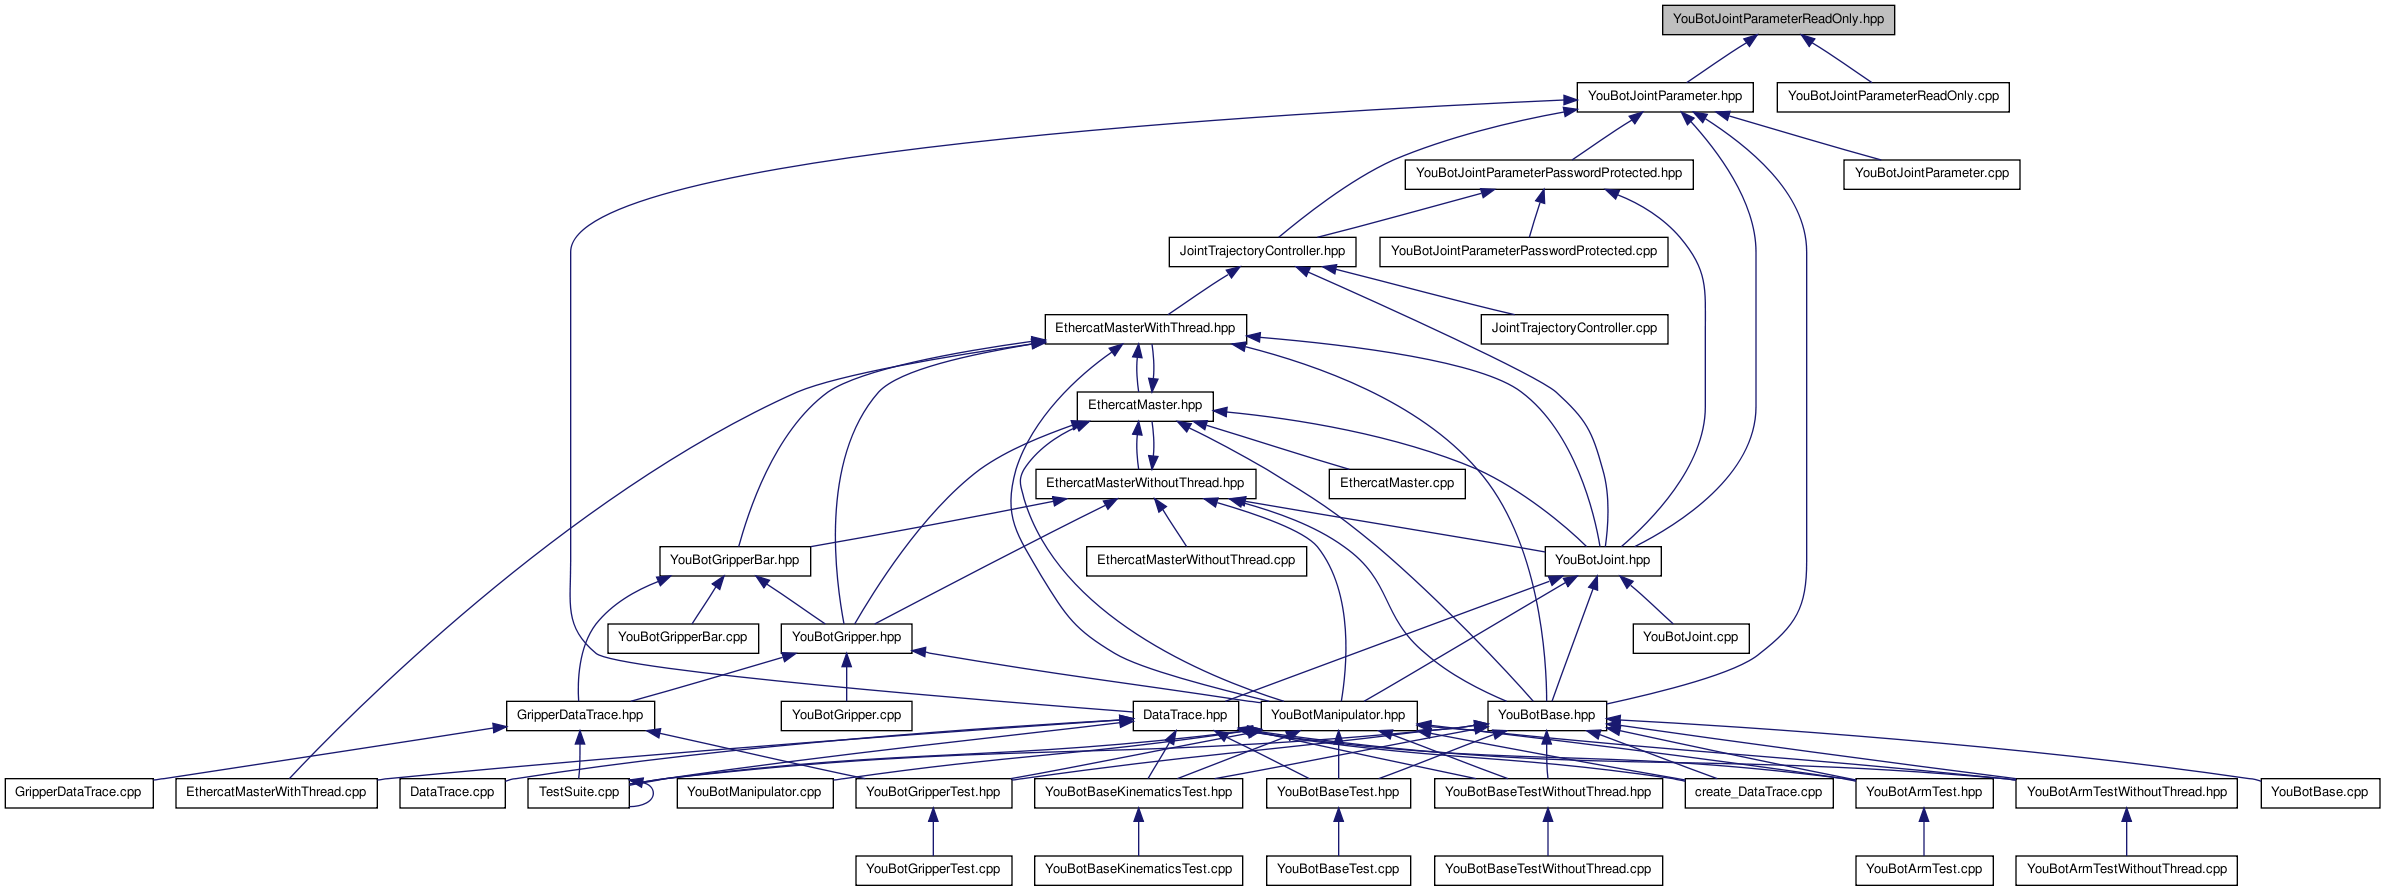 YouBotJointParameterReadOnly.hpp
YouBotJointParameter.hpp
YouBotJointParameterReadOnly.cpp
YouBotJointParameterPasswordProtected.hpp
YouBotJointParameter.cpp
JointTrajectoryController.hpp
YouBotJointParameterPasswordProtected.cpp
EthercatMasterWithThread.hpp
JointTrajectoryController.cpp
EthercatMaster.hpp
EthercatMasterWithoutThread.hpp
EthercatMaster.cpp
YouBotGripperBar.hpp
EthercatMasterWithoutThread.cpp
YouBotJoint.hpp
YouBotGripperBar.cpp
YouBotGripper.hpp
YouBotJoint.cpp
GripperDataTrace.hpp
YouBotGripper.cpp
DataTrace.hpp
YouBotManipulator.hpp
YouBotBase.hpp
GripperDataTrace.cpp
EthercatMasterWithThread.cpp
DataTrace.cpp
TestSuite.cpp
YouBotManipulator.cpp
YouBotGripperTest.hpp
YouBotBaseKinematicsTest.hpp
YouBotBaseTest.hpp
YouBotBaseTestWithoutThread.hpp
create_DataTrace.cpp
YouBotArmTest.hpp
YouBotArmTestWithoutThread.hpp
YouBotBase.cpp
YouBotGripperTest.cpp
YouBotBaseKinematicsTest.cpp
YouBotBaseTest.cpp
YouBotBaseTestWithoutThread.cpp
YouBotArmTest.cpp
YouBotArmTestWithoutThread.cpp